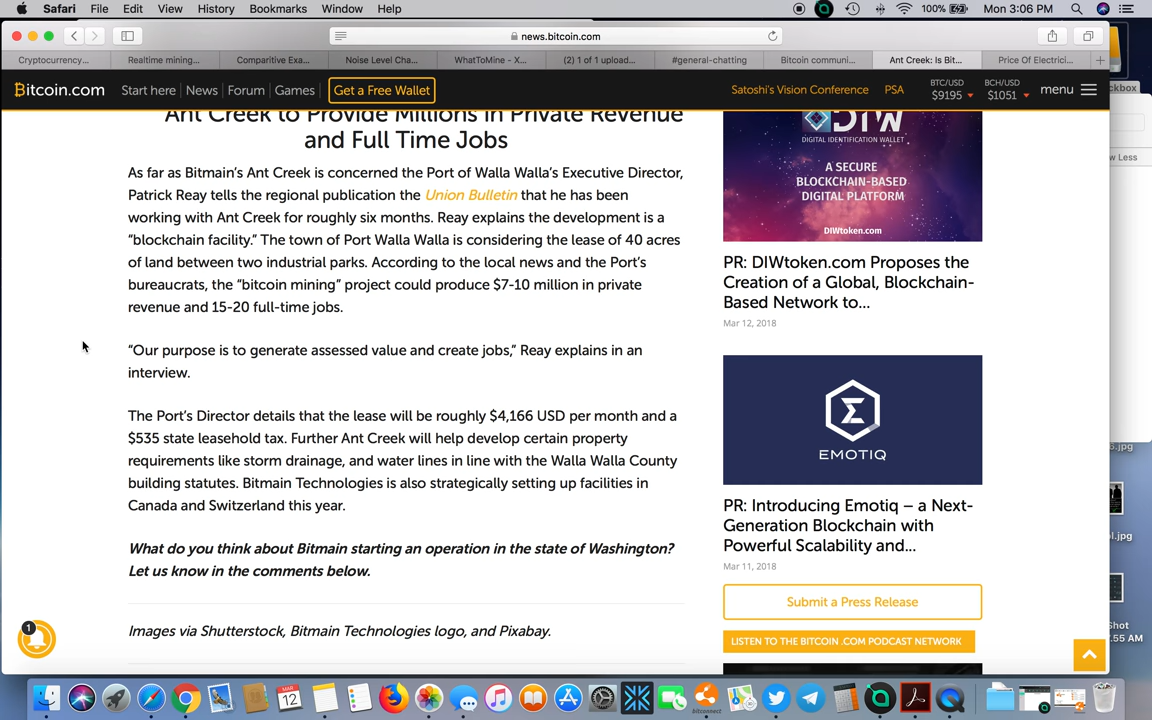 Safari File Edit View History Bookmarks Window Help 100% Mon 3:06 PM
news.bitcoin.com
Cryptocurrency... Realtime mining... Comparitive Exa... Noise Level Cha... WhatToMine - X... (2) 1 of 1 upload... #general-chatting Bitcoin communi... Ant Creek: Is Bit... Price Of Electrici...
Bitcoin.com Start here News Forum Games Get a Free Wallet Satoshi's Vision Conference PSA BTC/USD $9195 BCH/USD $1051 menu
Ant Creek to Provide Millions in Private Revenue
and Full Time Jobs
As far as Bitmain's Ant Creek is concerned the Port of Walla Walla's Executive Director,
Patrick Reay tells the regional publication the Union Bulletin that he has been
working with Ant Creek for roughly six months. Reay explains the development is a
"blockchain facility." The town of Port Walla Walla is considering the lease of 40 acres
of land between two industrial parks. According to the local news and the Port's
bureaucrats, the "bitcoin mining" project could produce $7-10 million in private
revenue and 15-20 full-time jobs.
"Our purpose is to generate assessed value and create jobs," Reay explains in an
interview.
The Port's Director details that the lease will be roughly $4,166 USD per month and a
$535 state leasehold tax. Further Ant Creek will help develop certain property
requirements like storm drainage, and water lines in line with the Walla Walla County
building statutes. Bitmain Technologies is also strategically setting up facilities in
Canada and Switzerland this year.
What do you think about Bitmain starting an operation in the state of Washington?
Let us know in the comments below.
Images via Shutterstock, Bitmain Technologies logo, and Pixabay.
1
DIW
DIGITAL IDENTIFICATION WALLET
A SECURE
BLOCKCHAIN-BASED
DIGITAL PLATFORM
DIWtoken.com
PR: DIWtoken.com Proposes the
Creation of a Global, Blockchain-
Based Network to...
Mar 12, 2018
EMOTIQ
PR: Introducing Emotiq – a Next-
Generation Blockchain with
Powerful Scalability and...
Mar 11, 2018
Submit a Press Release
LISTEN TO THE BITCOIN .COM PODCAST NETWORK
ckbox
w Less
.jpg
.jpg
Shot
.55 AM
MAR
12
bitconnect